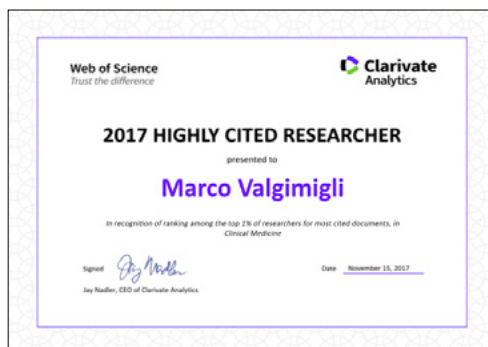 Web of Science
Trust the difference
Clarivate
Analytics
2017 HIGHLY CITED RESEARCHER
presented to
Marco Valgimigli
In recognition of ranking among the top 1% of researchers for most cited documents, in
Clinical Medicine
Signed Jay Nadler Date November 15, 2017
Jay Nadler, CEO of Clarivate Analytics